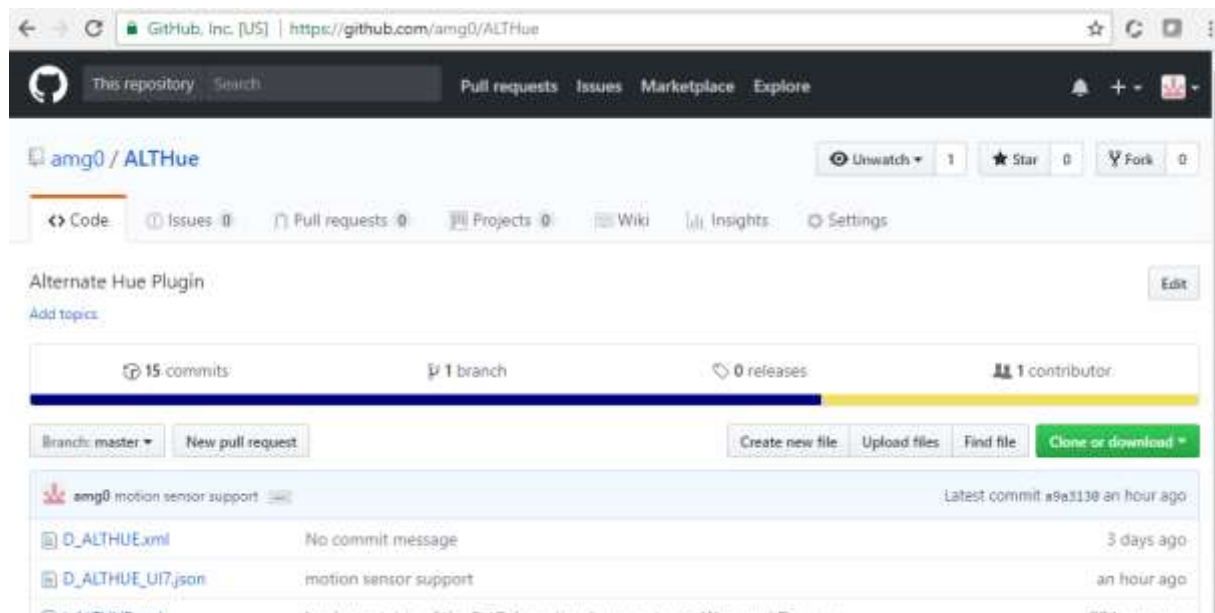 GitHub, Inc. [US] | https://github.com/amg0/ALTHue
This repository Search Pull requests Issues Marketplace Explore
amg0 / ALTHue Unwatch 1 Star 0 Fork 0
Code Issues 0 Pull requests 0 Projects 0 Wiki Insights Settings
Alternate Hue Plugin Edit
Add topics
15 commits 1 branch 0 releases 1 contributor
Branch: master New pull request Create new file Upload files Find file Clone or download
amg0 motion sensor support Latest commit a9a3130 an hour ago
D_ALTHUE.xml No commit message 3 days ago
D_ALTHUE_UI7.json motion sensor support an hour ago